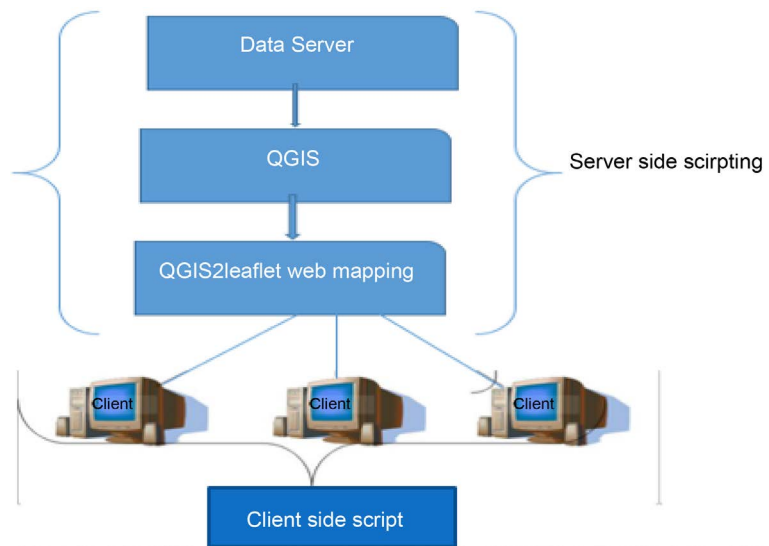 Data Server
QGIS
Server side scirpting
QGIS2leaflet web mapping
Client
Client
Client
Client side script